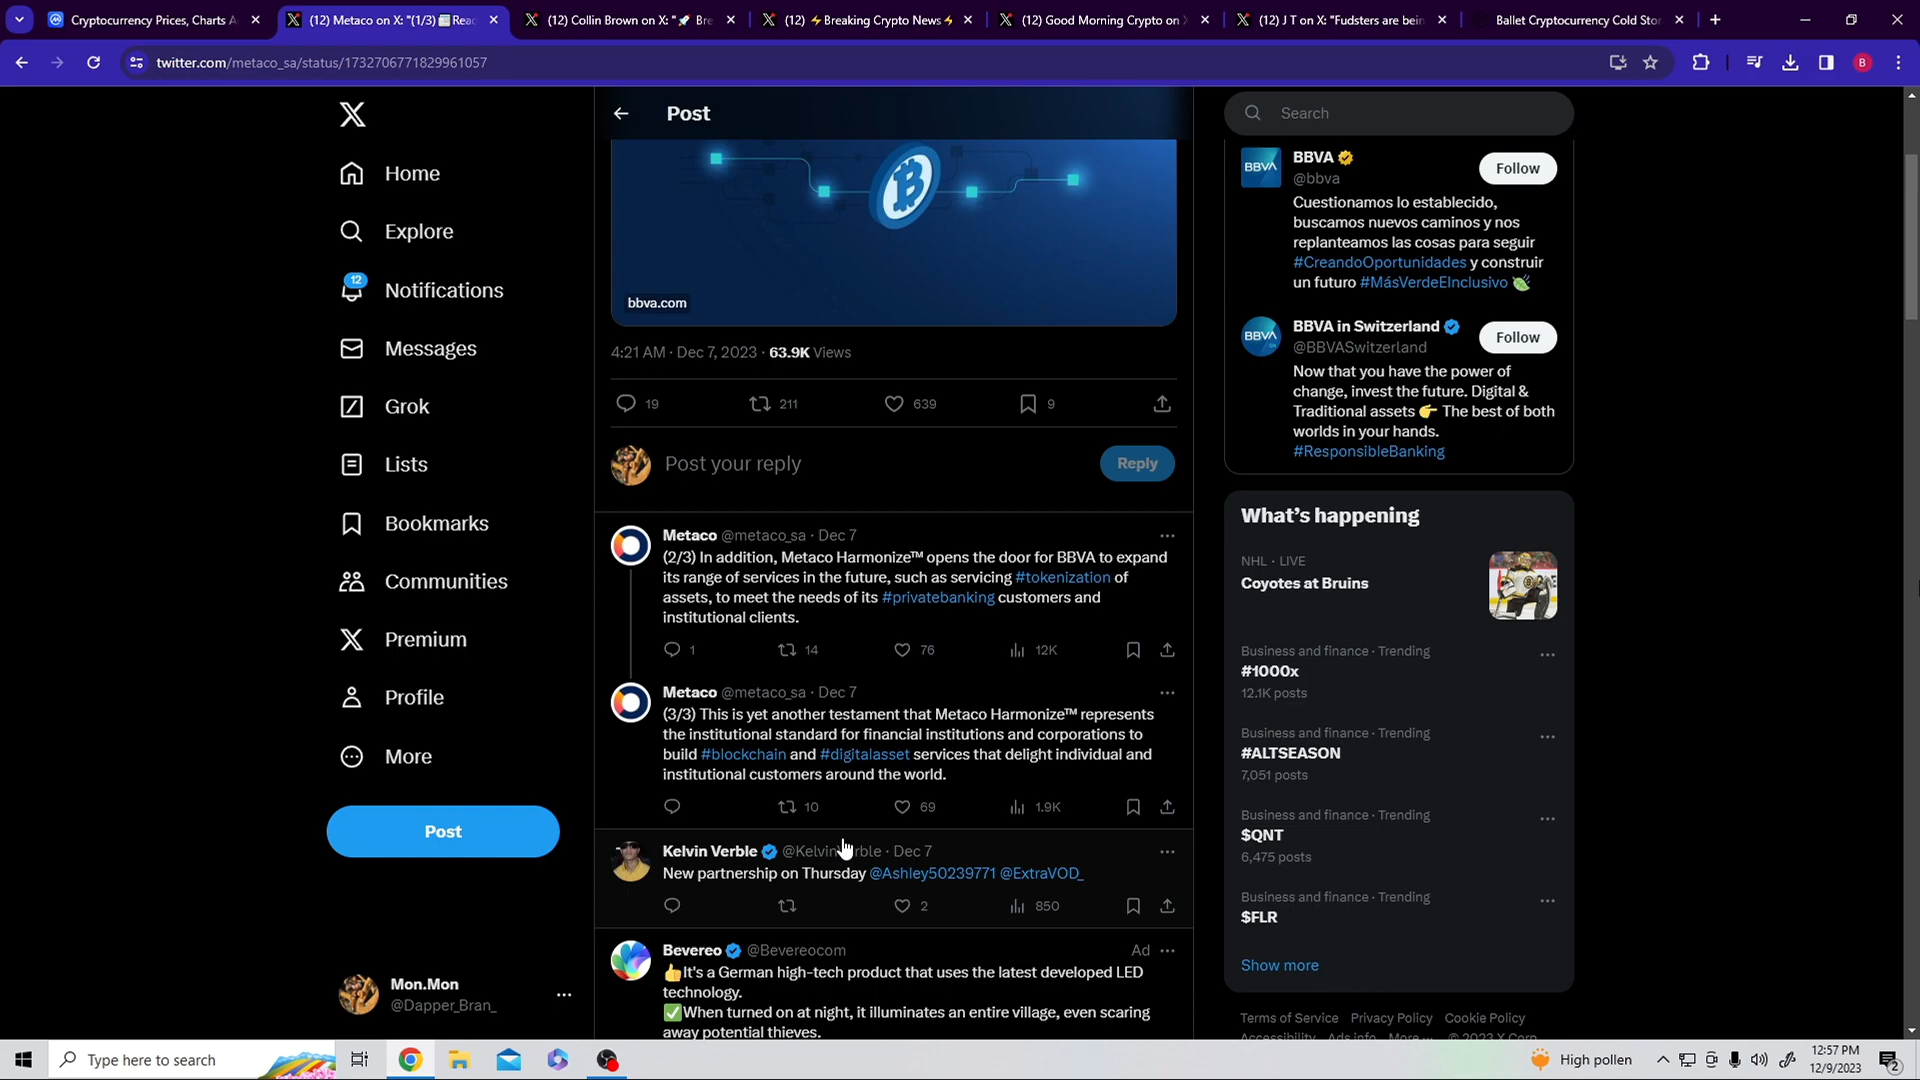 Cryptocurrency Prices, Charts A
(12) Metaco on X: "(1/3) Reac
(12) Collin Brown on X: "🚀 Bre
(12) ⚡Breaking Crypto News⚡
(12) Good Morning Crypto on X
(12) J T on X: "Fudsters are bein
Ballet Cryptocurrency Cold Stor
twitter.com/metaco_sa/status/1732706771829961057
B
Home
Explore
12
Notifications
Messages
Grok
Lists
Bookmarks
Communities
Premium
Profile
More
Post
Mon.Mon
@Dapper_Bran_
Post
bbva.com
4:21 AM · Dec 7, 2023 · 63.9K Views
19 211 639 9
Post your reply
Reply
Metaco @metaco_sa · Dec 7
(2/3) In addition, Metaco Harmonize™ opens the door for BBVA to expand
its range of services in the future, such as servicing #tokenization of
assets, to meet the needs of its #privatebanking customers and
institutional clients.
1 14 76 12K
Metaco @metaco_sa · Dec 7
(3/3) This is yet another testament that Metaco Harmonize™ represents
the institutional standard for financial institutions and corporations to
build #blockchain and #digitalasset services that delight individual and
institutional customers around the world.
10 69 1.9K
Kelvin Verble @KelvinVerble · Dec 7
New partnership on Thursday @Ashley50239771 @ExtraVOD_
2 850
Bevereo @Bevereocom Ad
👍It's a German high-tech product that uses the latest developed LED
technology.
✅When turned on at night, it illuminates an entire village, even scaring
away potential thieves.
Search
BBVA
BBVA
@bbva
Follow
Cuestionamos lo establecido,
buscamos nuevos caminos y nos
replanteamos las cosas para seguir
#CreandoOportunidades y construir
un futuro #MásVerdeEInclusivo
BBVA
BBVA in Switzerland
@BBVASwitzerland
Follow
Now that you have the power of
change, invest the future. Digital &
Traditional assets 👉 The best of both
worlds in your hands.
#ResponsibleBanking
What's happening
NHL · LIVE
Coyotes at Bruins
Business and finance · Trending
#1000x
12.1K posts
Business and finance · Trending
#ALTSEASON
7,051 posts
Business and finance · Trending
$QNT
6,475 posts
Business and finance · Trending
$FLR
Show more
Terms of Service Privacy Policy Cookie Policy
Accessibility Ads info More ... © 2023 X Corp.
Type here to search
High pollen
12:57 PM
12/9/2023
2